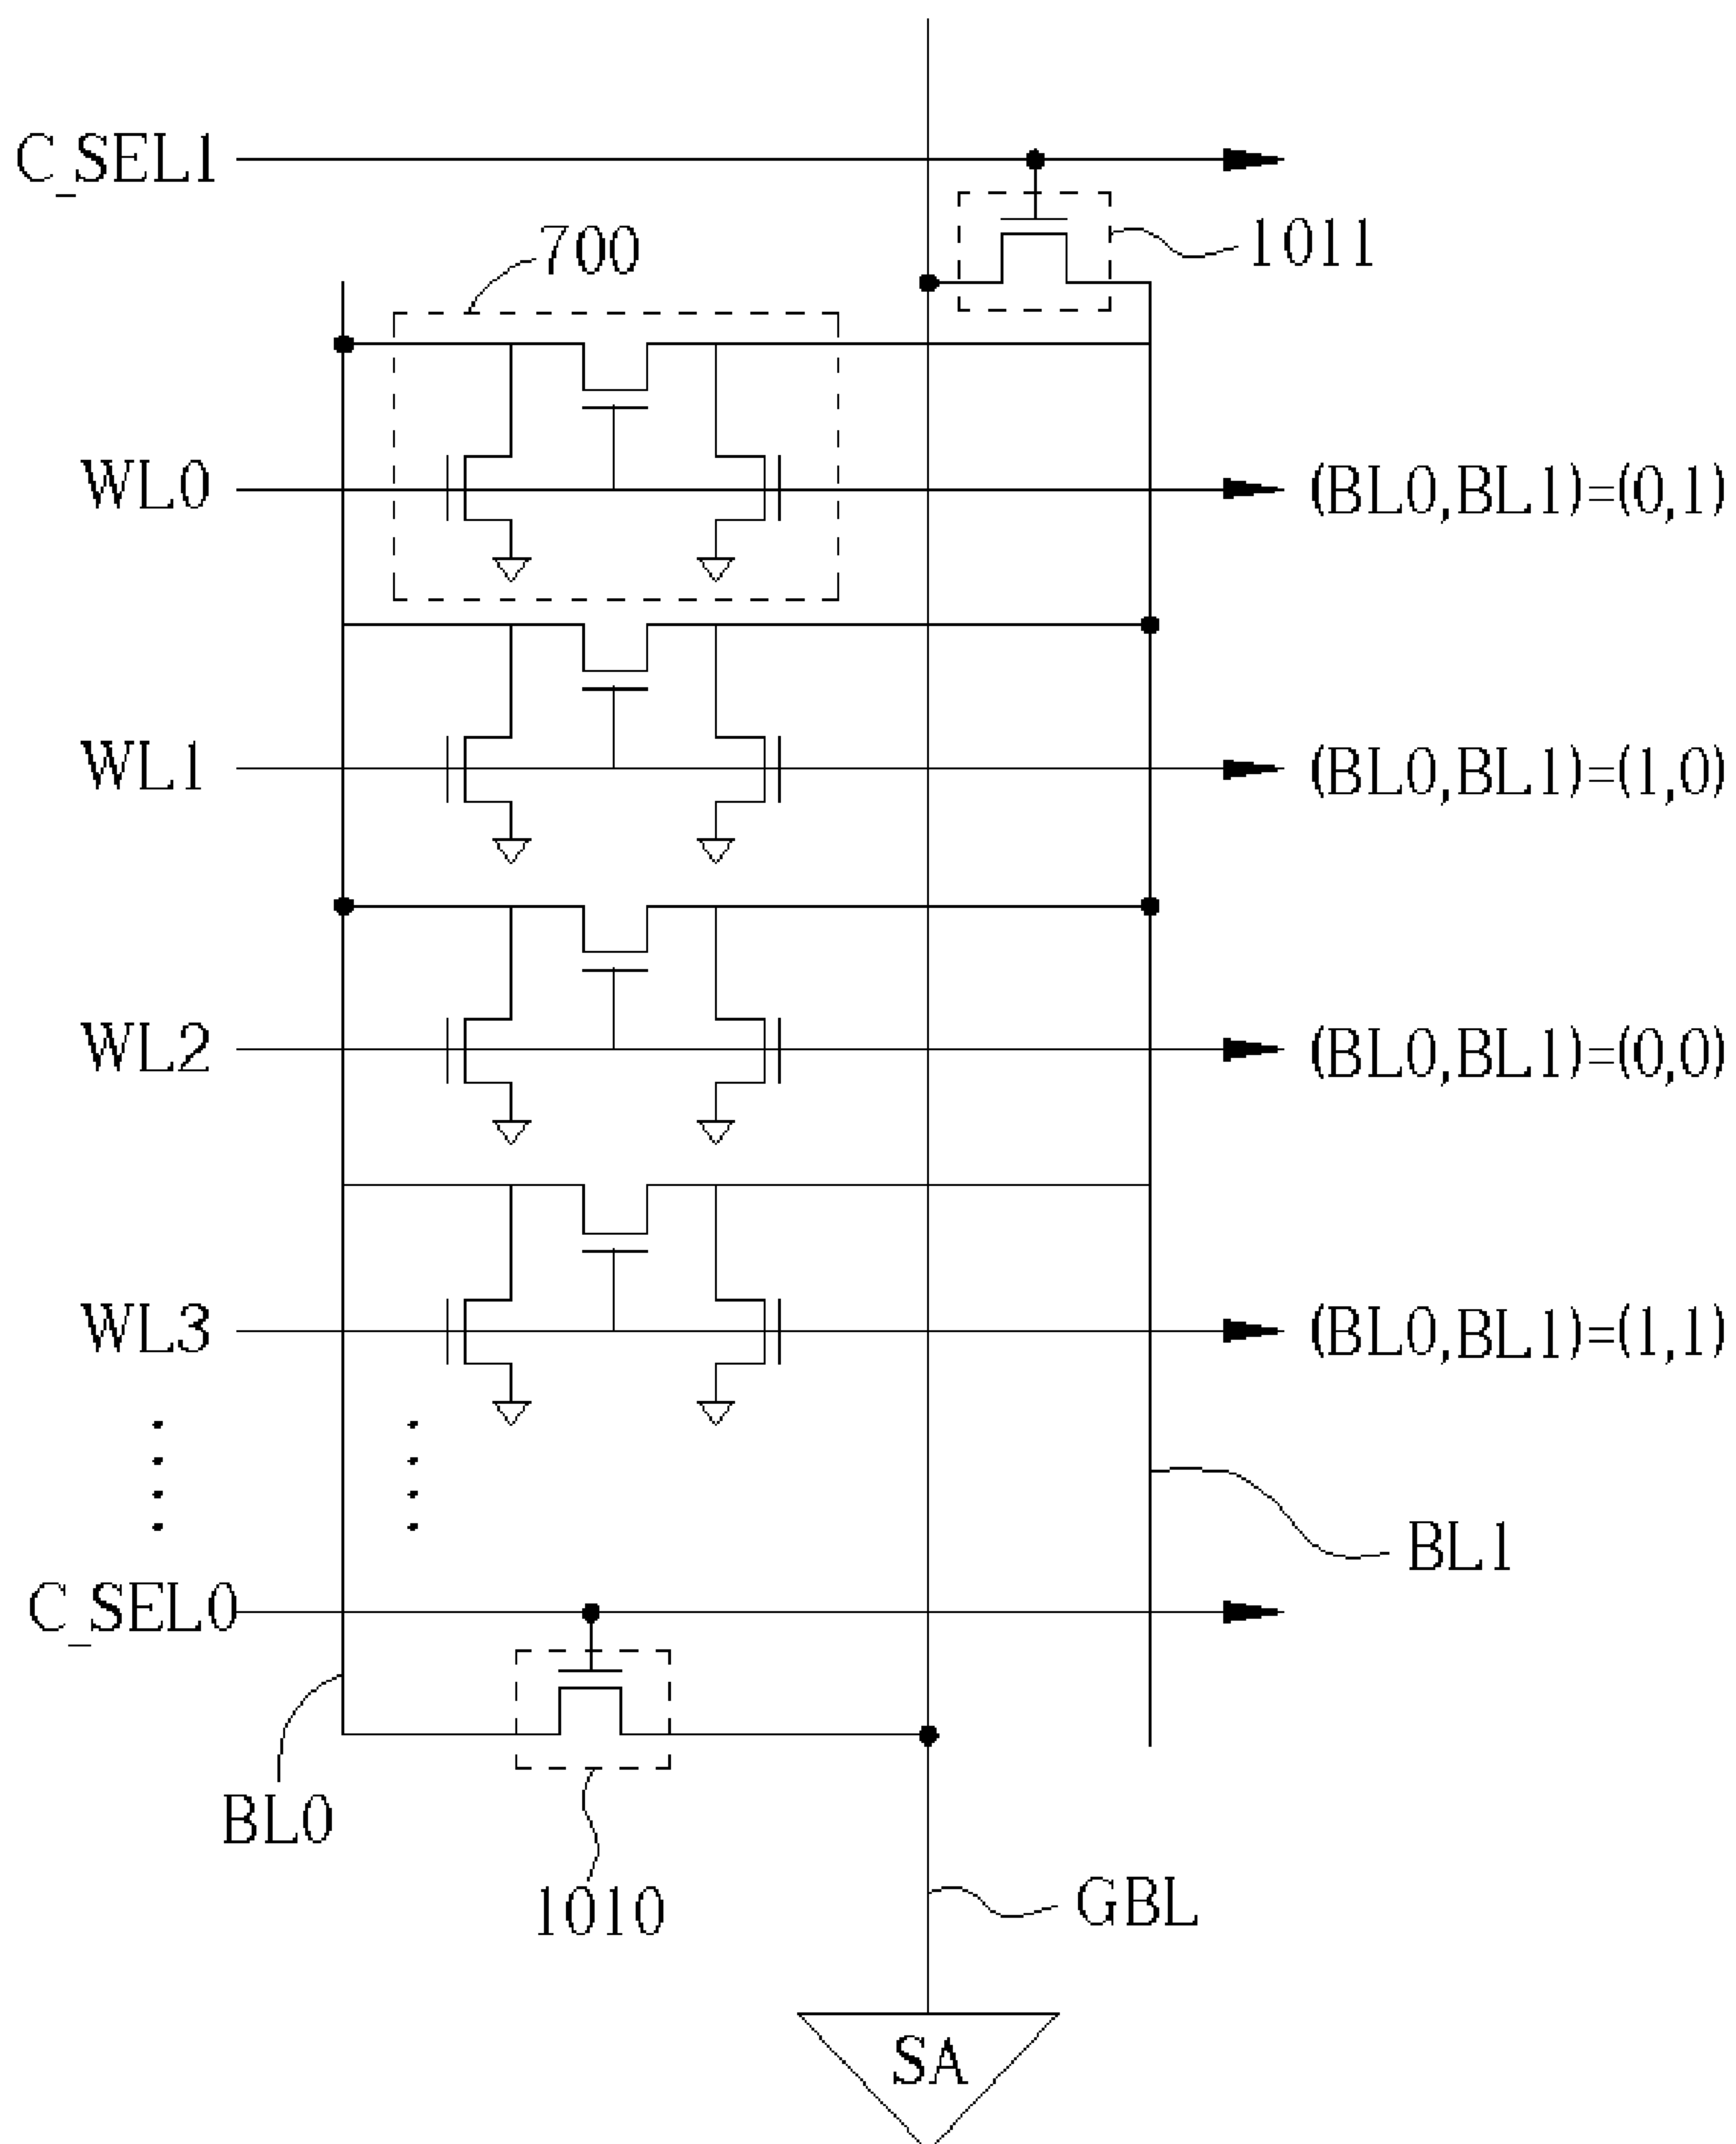 C_SEL1
700
1011
WL0 (BL0,BL1)=(0,1)
WL1 (BL0,BL1)=(1,0)
WL2 (BL0,BL1)=(0,0)
WL3 (BL0,BL1)=(1,1)
BL1
C_SEL0
BL0
1010
GBL
SA